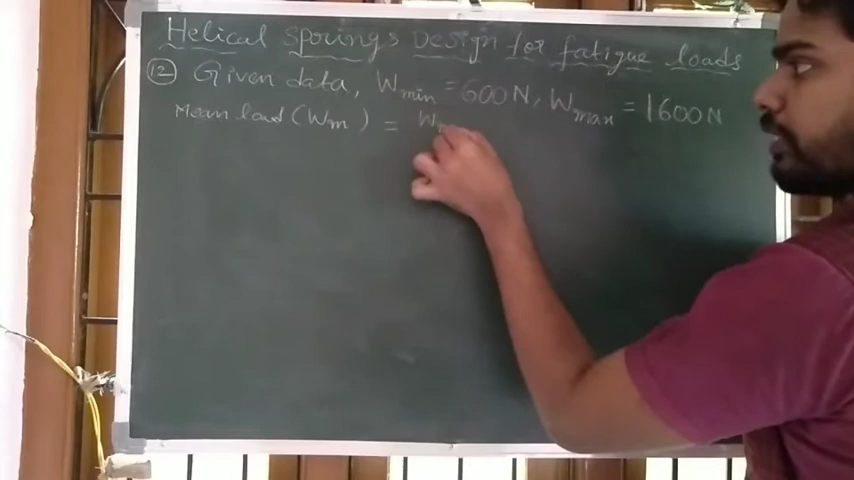 Helical springs Design for fatigue loads
12 Given data, Wmin = 600 N, Wmax = 1600 N
Mean load (Wm) = W